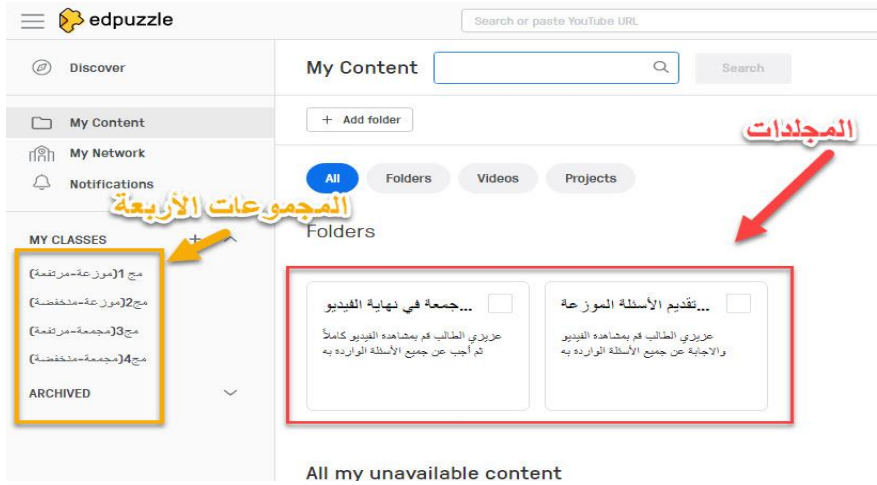 edpuzzle
Search or paste YouTube URL
Discover
My Content
My Network
Notifications
MY CLASSES
مج 1(موزعة-مرتفعة)
مج2(موزعة-منخفضة)
مج3(مجمعة-مرتفعة)
مج4(مجمعة-منخفضة)
ARCHIVED
المجموعات الأربعة
My Content
Search
+ Add folder
All
Folders
Videos
Projects
المجلدات
Folders
...تقديم الأسئلة الموزعة
عزيزي الطالب قم بمشاهده الفيديو
والاجابة عن جميع الأسئلة الوارده به
...جمعة في نهاية الفيديو
عزيزي الطالب قم بمشاهده الفيديو كاملاً
ثم أجب عن جميع الأسئلة الوارده به
All my unavailable content